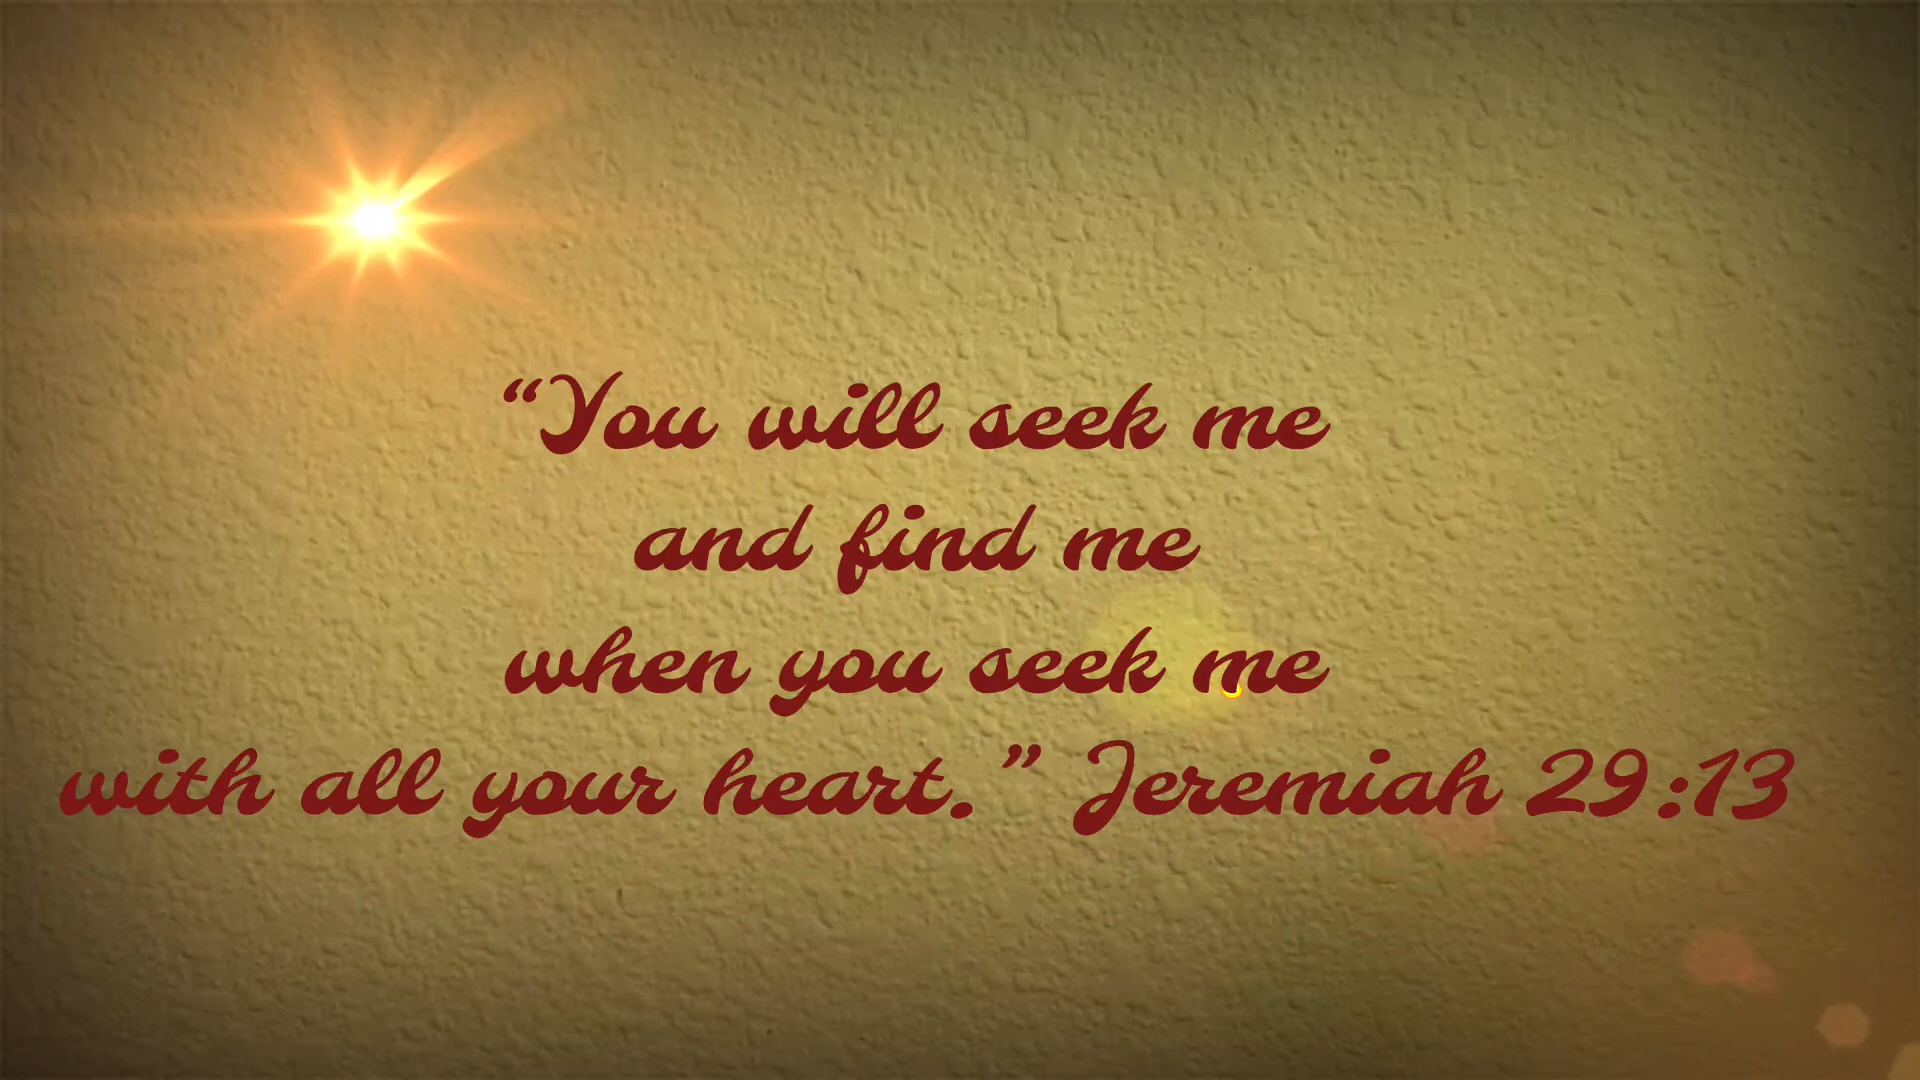 “You will seek me
and find me
when you seek me
with all your heart.” Jeremiah 29:13